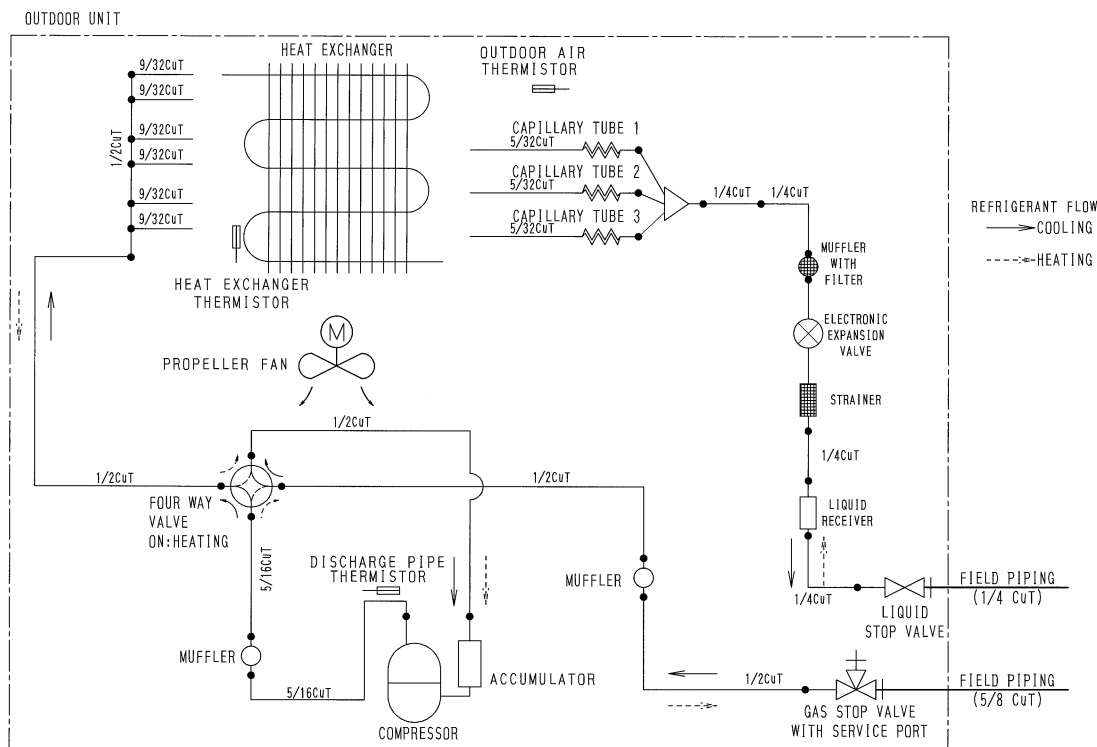 OUTDOOR UNIT
HEAT EXCHANGER
OUTDOOR AIR
THERMISTOR
9/32CuT
9/32CuT
9/32CuT
9/32CuT
9/32CuT
9/32CuT
1/2CuT
CAPILLARY TUBE 1
5/32CuT
CAPILLARY TUBE 2
5/32CuT
CAPILLARY TUBE 3
5/32CuT
1/4CuT
1/4CuT
REFRIGERANT FLOW
COOLING
HEATING
MUFFLER
WITH
FILTER
HEAT EXCHANGER
THERMISTOR
ELECTRONIC
EXPANSION
VALVE
M
PROPELLER FAN
STRAINER
1/2CuT
1/4CuT
1/2CuT
1/2CuT
FOUR WAY
VALVE
ON:HEATING
LIQUID
RECEIVER
5/16CuT
DISCHARGE PIPE
THERMISTOR
MUFFLER
1/4CuT
FIELD PIPING
(1/4 CuT)
LIQUID
STOP VALVE
MUFFLER
5/16CuT
ACCUMULATOR
COMPRESSOR
1/2CuT
FIELD PIPING
(5/8 CuT)
GAS STOP VALVE
WITH SERVICE PORT